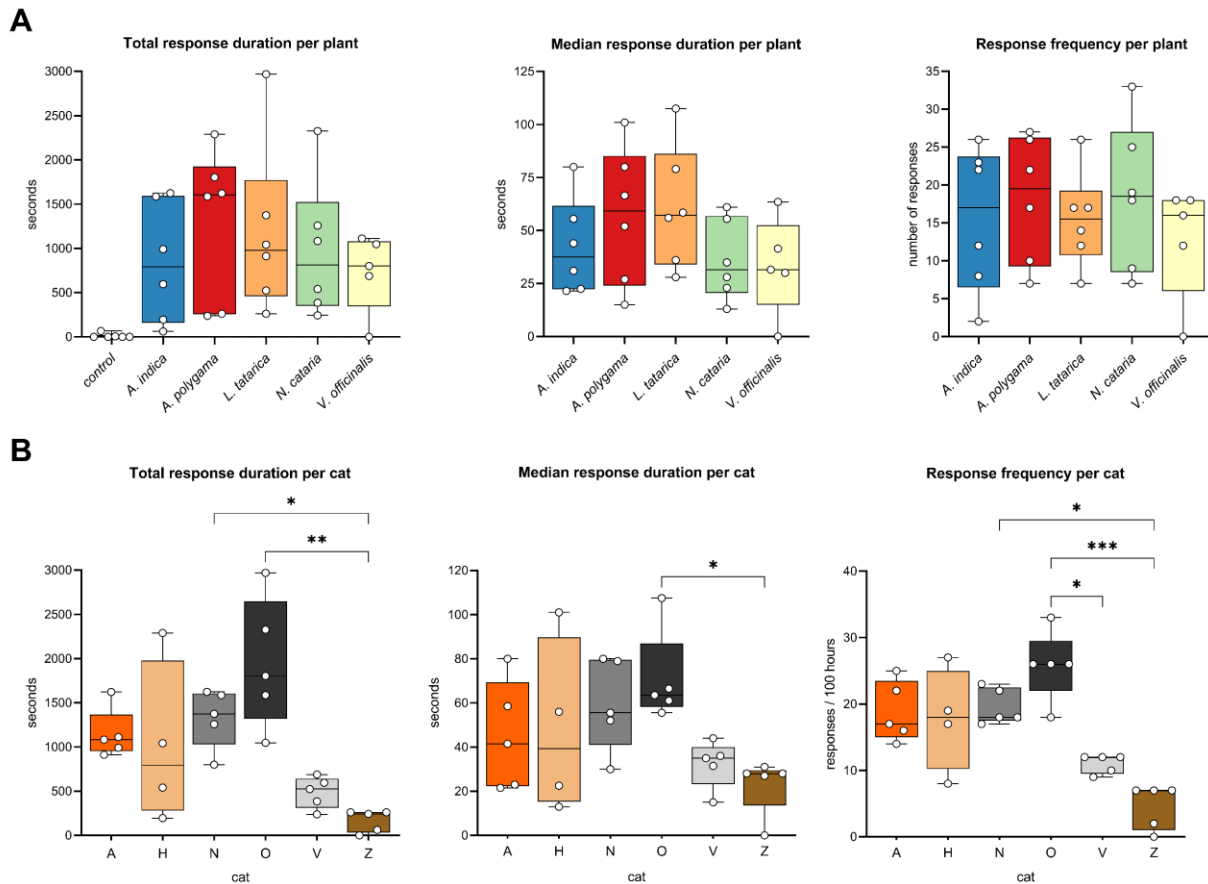 A
Total response duration per plant
3000
2500
2000
1500
1000
500
0
seconds
control
A. indica
A. polygama
L. tatarica
N. cataria
V. officinalis
Median response duration per plant
125
100
75
50
25
0
seconds
A. indica
A. polygama
L. tatarica
N. cataria
V. officinalis
Response frequency per plant
35
30
25
20
15
10
5
0
number of responses
A. indica
A. polygama
L. tatarica
N. cataria
V. officinalis
B
Total response duration per cat
*
**
3000
2500
2000
1500
1000
500
0
seconds
A H N O V Z
cat
Median response duration per cat
*
120
100
80
60
40
20
0
seconds
A H N O V Z
cat
Response frequency per cat
*
***
*
40
30
20
10
0
responses / 100 hours
A H N O V Z
cat